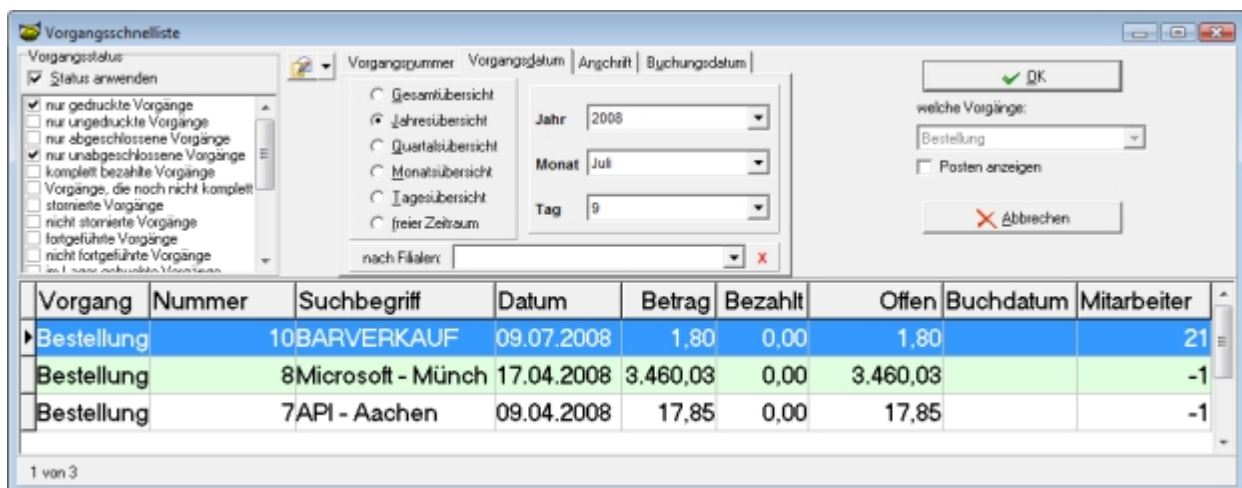 Vorgangsschnelliste
Vorgangsstatus
Status anwenden
nur gedruckte Vorgänge
nur ungedruckte Vorgänge
nur abgeschlossene Vorgänge
nur unabgeschlossene Vorgänge
komplett bezahlte Vorgänge
Vorgänge, die noch nicht komplett
stornierte Vorgänge
nicht stornierte Vorgänge
fortgeführte Vorgänge
nicht fortgeführte Vorgänge
im Lager gebuchte Vorgänge
Vorgangsnummer Vorgangsdatum Anschrift Buchungsdatum
Gesamtübersicht
Jahresübersicht
Quartalsübersicht
Monatsübersicht
Tagesübersicht
freier Zeitraum
Jahr 2008
Monat Juli
Tag 9
nach Filialen: X
OK
welche Vorgänge:
Bestellung
Posten anzeigen
Abbrechen
Vorgang Nummer Suchbegriff Datum Betrag Bezahlt Offen Buchdatum Mitarbeiter
Bestellung 10 BARVERKAUF 09.07.2008 1,80 0,00 1,80 21
Bestellung 8 Microsoft - Münch 17.04.2008 3.460,03 0,00 3.460,03 -1
Bestellung 7 API - Aachen 09.04.2008 17,85 0,00 17,85 -1
1 von 3